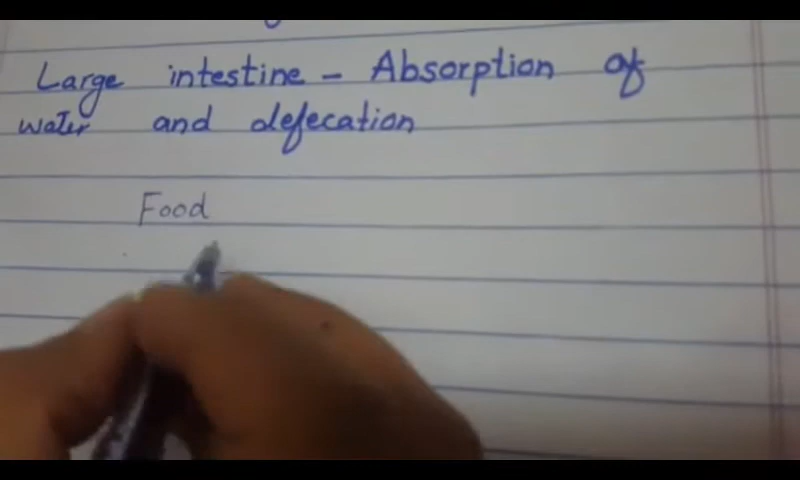 Large intestine - Absorption of
water and defecation
Food